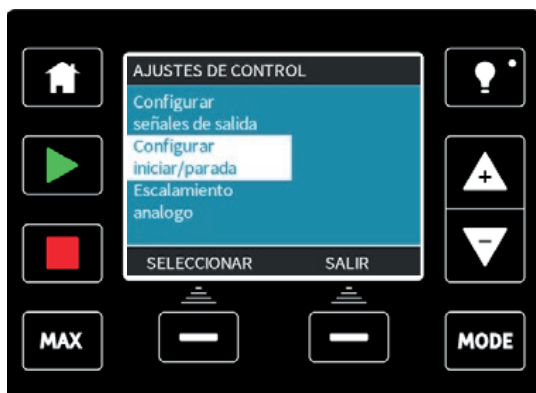 AJUSTES DE CONTROL
Configurar
señales de salida
Configurar
iniciar/parada
Escalamiento
analogo
+
-
SELECCIONAR SALIR
MAX
MODE